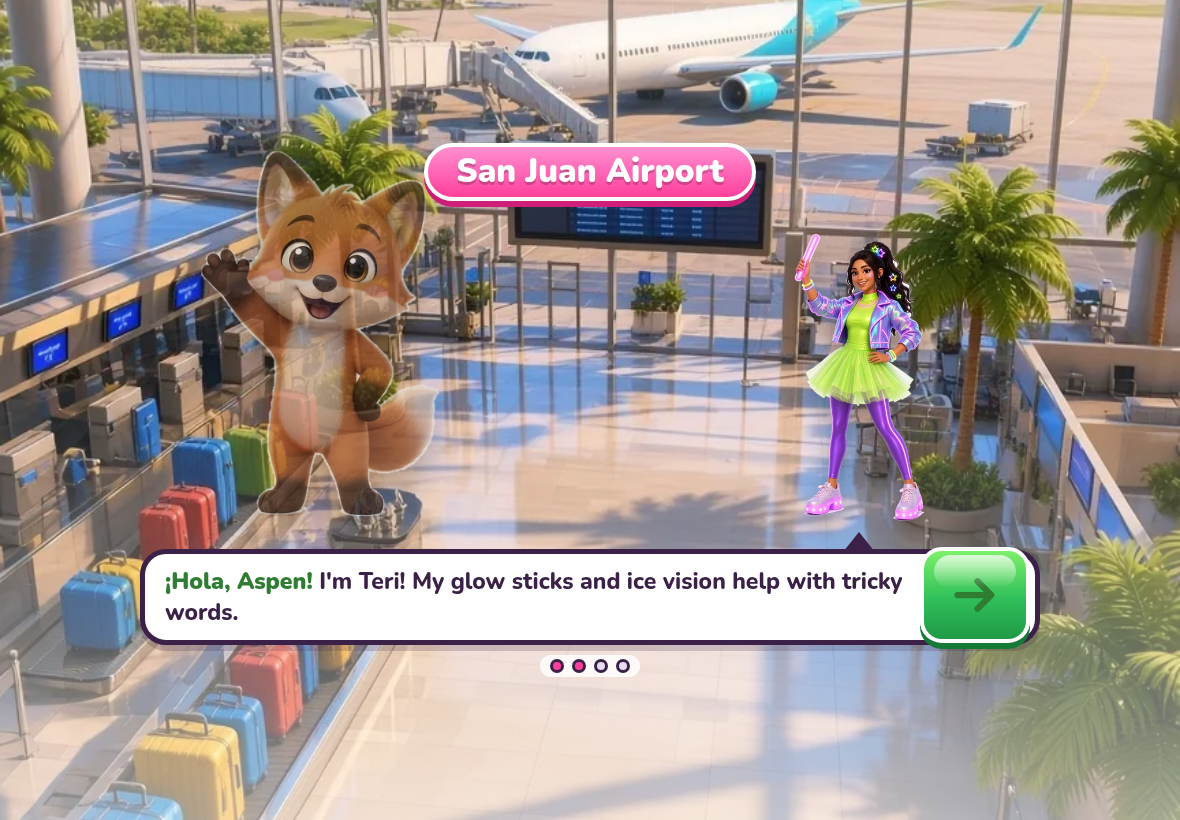 San Juan Airport
¡Hola, Aspen! I'm Teri! My glow sticks and ice vision help with tricky
words.